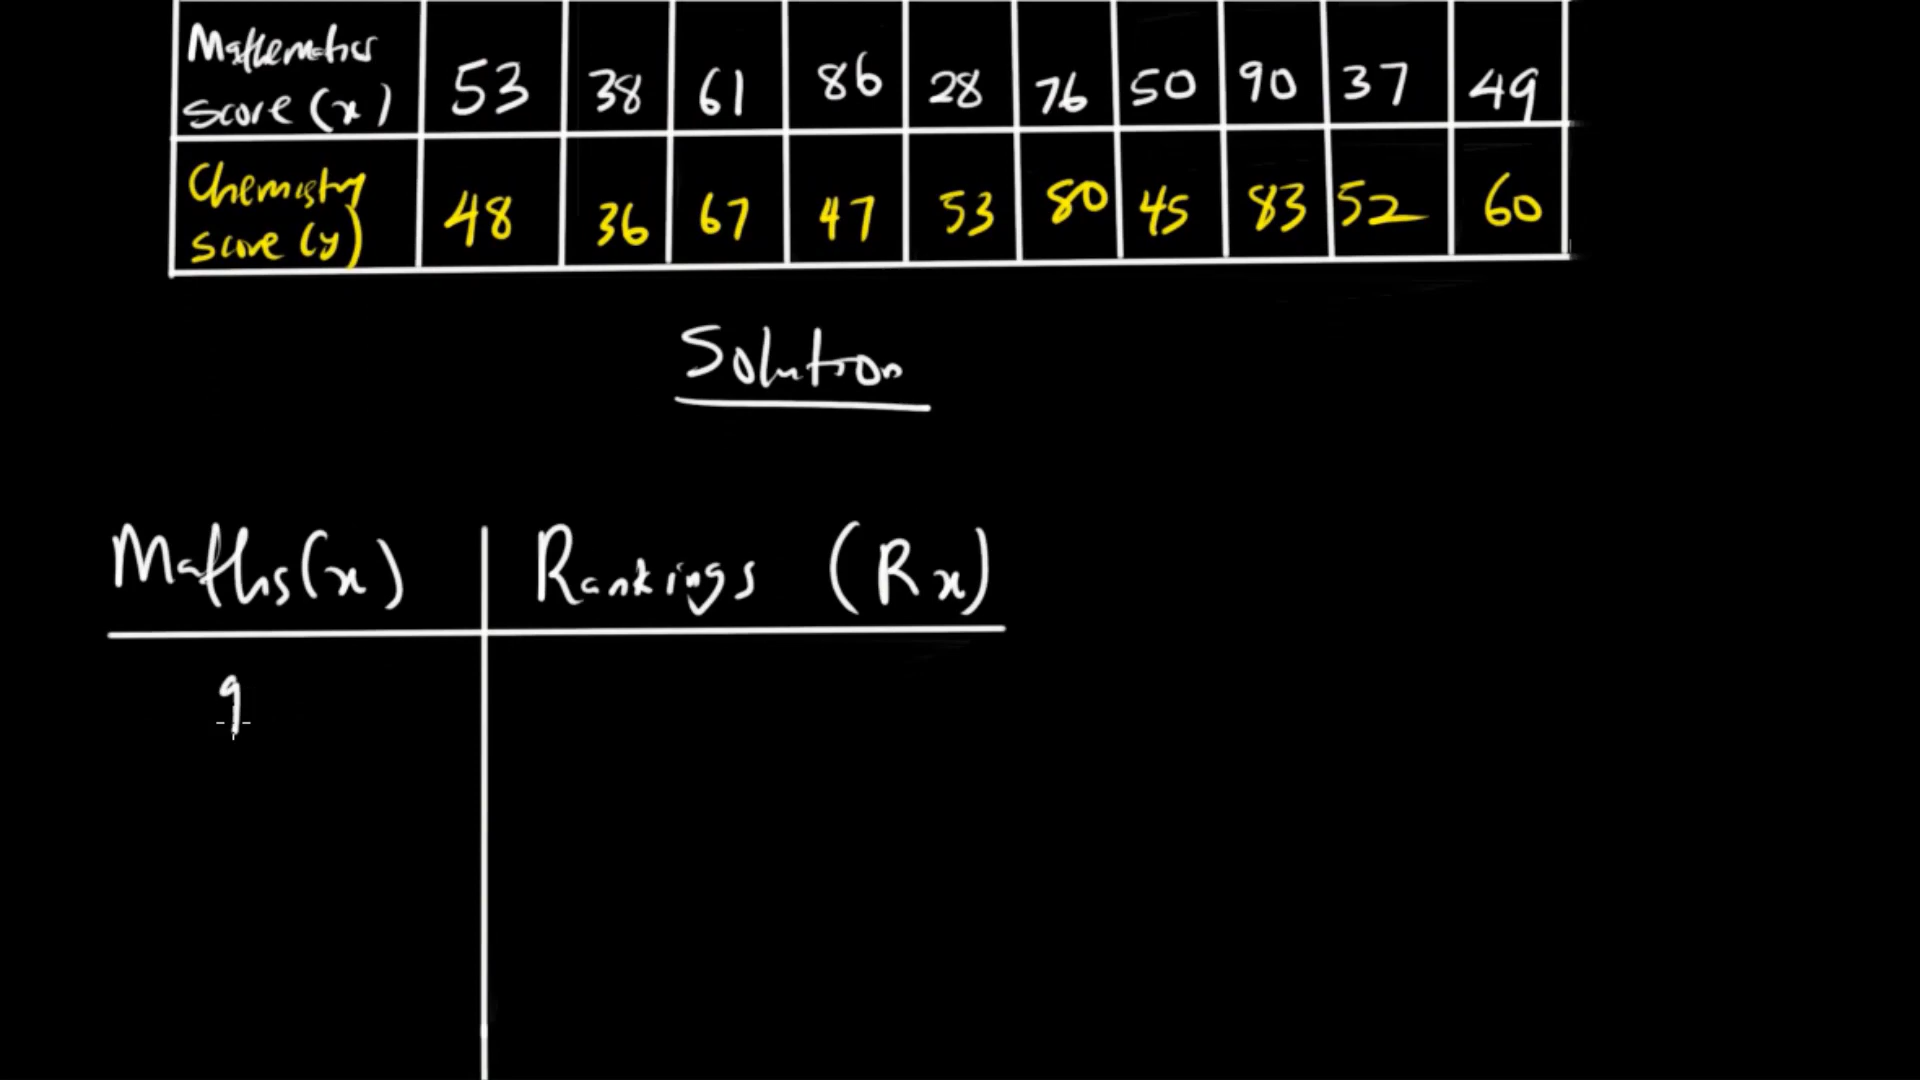 Mathematics score (x) 53 38 61 86 28 76 50 90 37 49
Chemistry score (y) 48 36 67 47 53 80 45 83 52 60
Solution
Maths(x) Rankings (Rx)
9